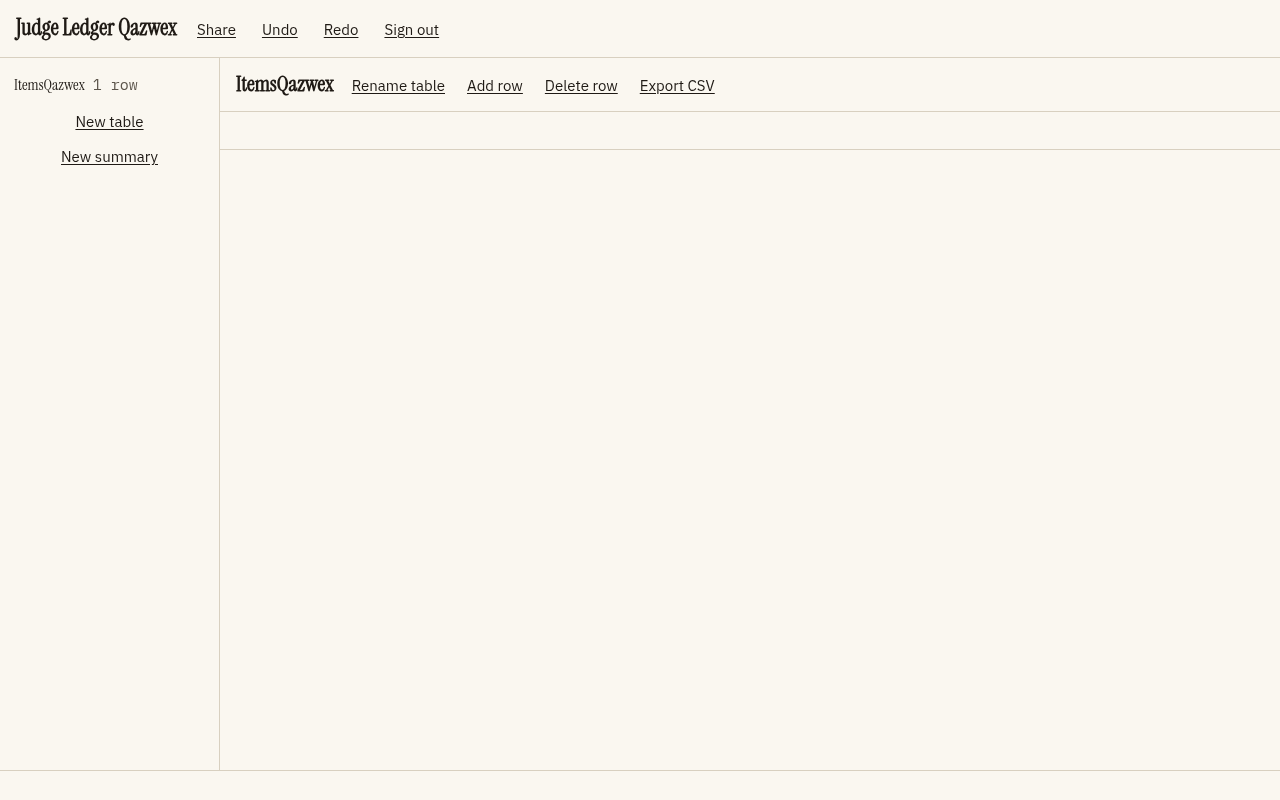 Judge Ledger Qazwex Share Undo Redo Sign out
ItemsQazwex 1 row
New table
New summary
ItemsQazwex Rename table Add row Delete row Export CSV